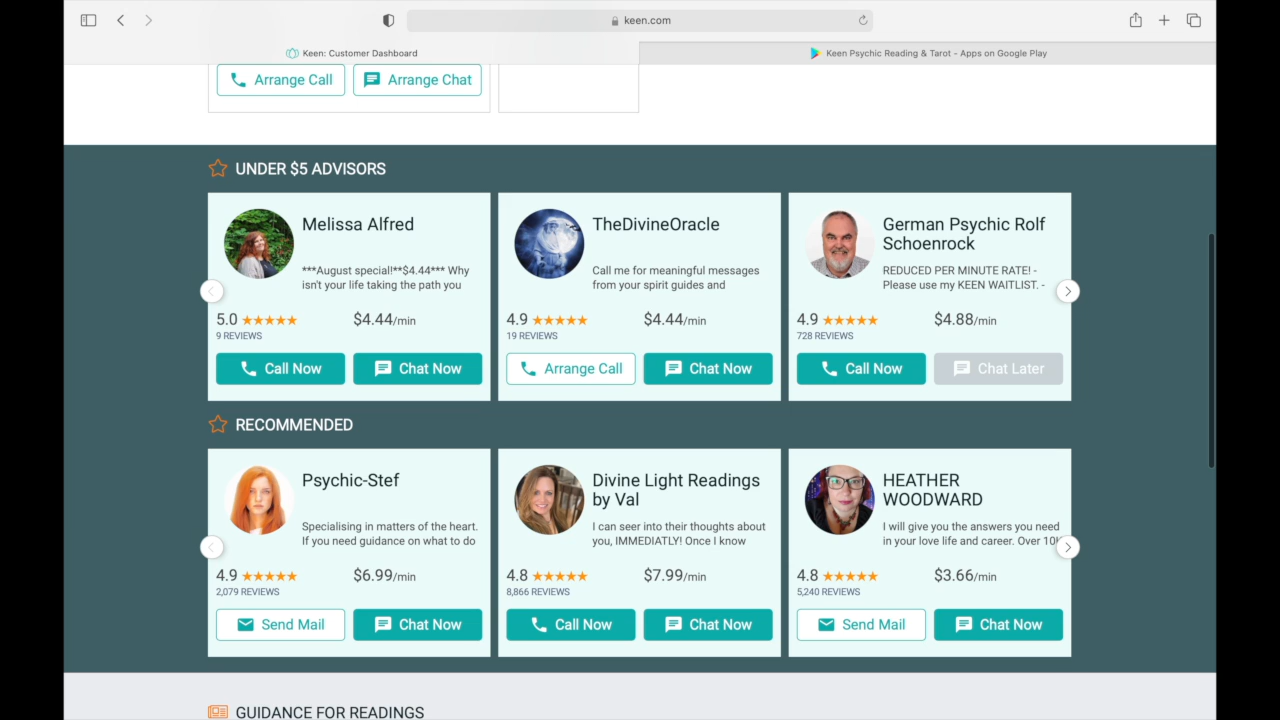 keen.com
Keen: Customer Dashboard
Keen Psychic Reading & Tarot - Apps on Google Play
Arrange Call
Arrange Chat
UNDER $5 ADVISORS
Melissa Alfred
***August special!**$4.44*** Why
isn't your life taking the path you
5.0
$4.44/min
9 REVIEWS
Call Now
Chat Now
TheDivineOracle
Call me for meaningful messages
from your spirit guides and
4.9
$4.44/min
19 REVIEWS
Arrange Call
Chat Now
German Psychic Rolf
Schoenrock
REDUCED PER MINUTE RATE! -
Please use my KEEN WAITLIST. -
4.9
$4.88/min
728 REVIEWS
Call Now
Chat Later
RECOMMENDED
Psychic-Stef
Specialising in matters of the heart.
If you need guidance on what to do
4.9
$6.99/min
2,079 REVIEWS
Send Mail
Chat Now
Divine Light Readings
by Val
I can seer into their thoughts about
you, IMMEDIATLY! Once I know
4.8
$7.99/min
8,866 REVIEWS
Call Now
Chat Now
HEATHER
WOODWARD
I will give you the answers you need
in your love life and career. Over
4.8
$3.66/min
5,240 REVIEWS
Send Mail
Chat Now
GUIDANCE FOR READINGS